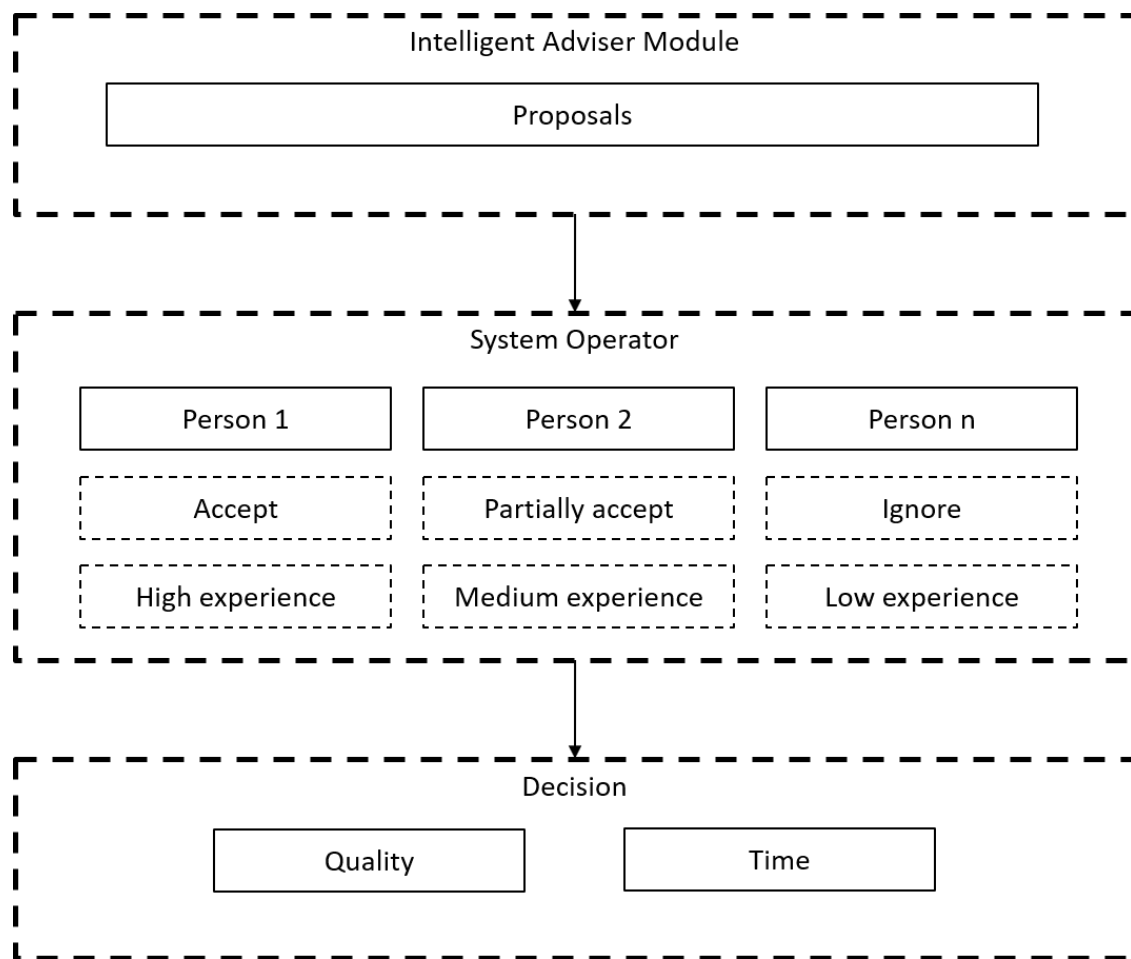 Intelligent Adviser Module
Proposals
System Operator
Person 1
Person 2
Person n
Accept
Partially accept
Ignore
High experience
Medium experience
Low experience
Decision
Quality
Time